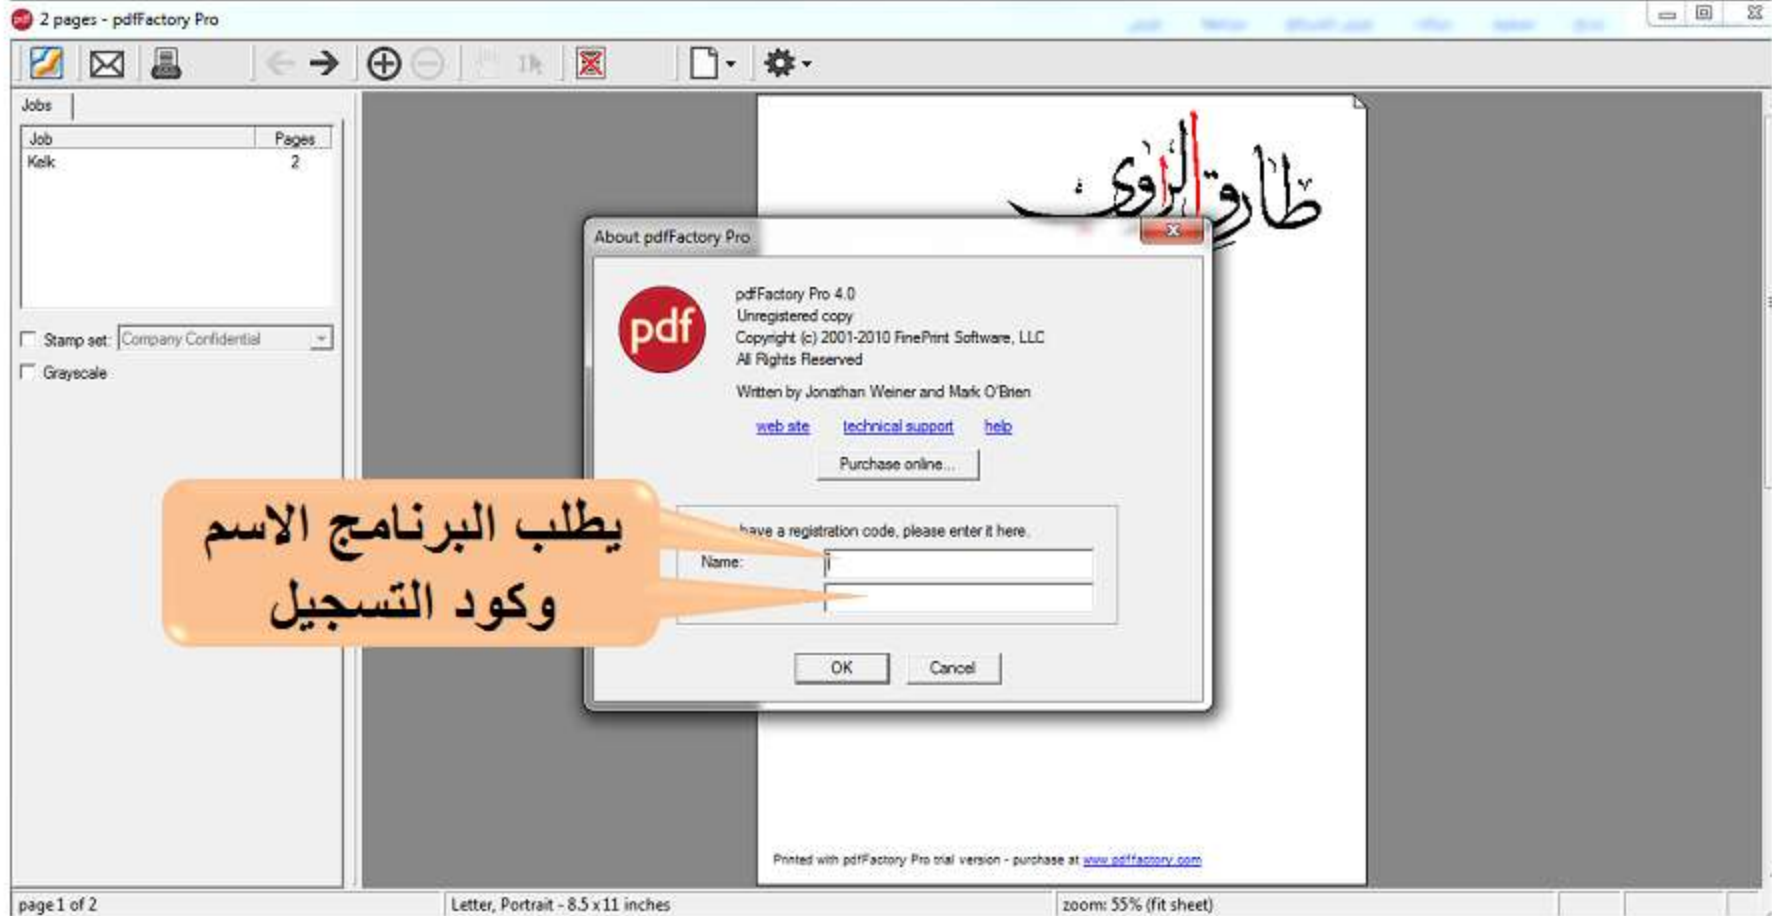 2 pages - pdfFactory Pro
Jobs
Job Pages
Kelk 2
Stamp set: Company Confidential
Grayscale
طارق الراوي
About pdfFactory Pro
pdf
pdfFactory Pro 4.0
Unregistered copy
Copyright (c) 2001-2010 FinePrint Software, LLC
All Rights Reserved
Written by Jonathan Weiner and Mark O'Brien
web site technical support help
Purchase online...
have a registration code, please enter it here.
Name:
يطلب البرنامج الاسم
وكود التسجيل
OK Cancel
Printed with pdfFactory Pro trial version - purchase at www.pdffactory.com
page 1 of 2 Letter, Portrait - 8.5 x 11 inches zoom: 55% (fit sheet)